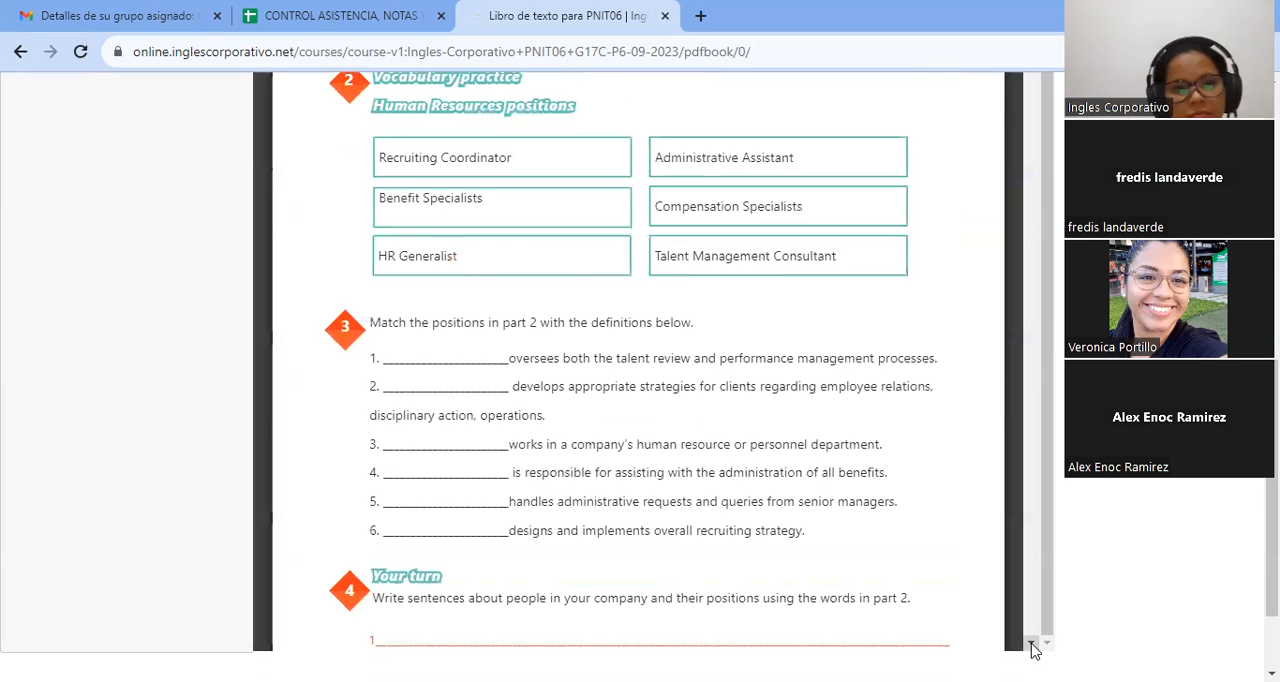 Detalles de su grupo asignado:
CONTROL ASISTENCIA, NOTAS
Libro de texto para PNIT06 | Ing
online.inglescorporativo.net/courses/course-v1:Ingles-Corporativo+PNIT06+G17C-P6-09-2023/pdfbook/0/
2 Vocabulary practice
Human Resources positions
Recruiting Coordinator
Administrative Assistant
Benefit Specialists
Compensation Specialists
HR Generalist
Talent Management Consultant
3 Match the positions in part 2 with the definitions below.
1. __________________oversees both the talent review and performance management processes.
2. __________________ develops appropriate strategies for clients regarding employee relations,
disciplinary action, operations.
3. __________________works in a company's human resource or personnel department.
4. __________________ is responsible for assisting with the administration of all benefits.
5. __________________handles administrative requests and queries from senior managers.
6. __________________designs and implements overall recruiting strategy.
4 Your turn
Write sentences about people in your company and their positions using the words in part 2.
1________________________________________________________________
Ingles Corporativo
fredis landaverde
fredis landaverde
Veronica Portillo
Alex Enoc Ramirez
Alex Enoc Ramirez